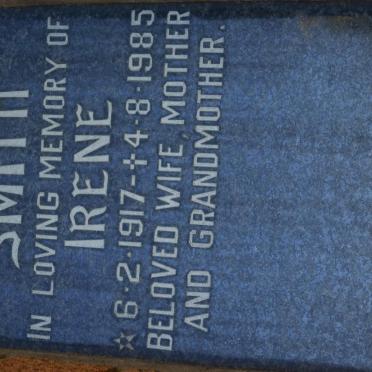 SMITH
IN LOVING MEMORY OF
IRENE
☆ 6·2·1917-✝4·8·1985
BELOVED WIFE, MOTHER
AND GRANDMOTHER.